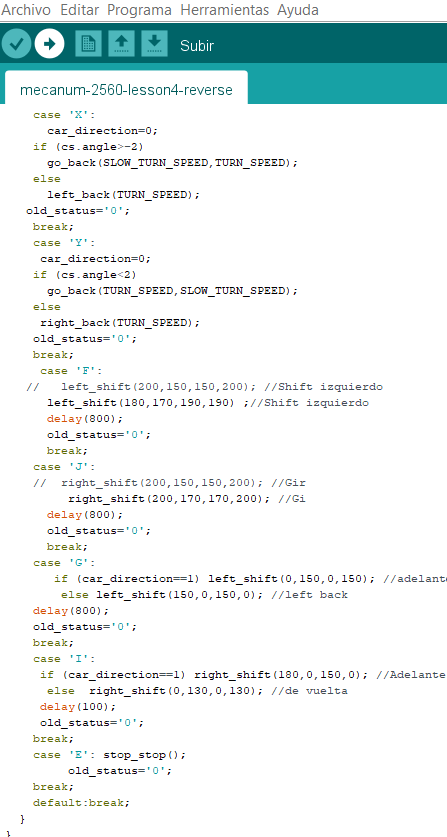 Archivo Editar Programa Herramientas Ayuda
Subir
mecanum-2560-lesson4-reverse
case 'X':
car_direction=0;
if (cs.angle>-2)
go_back(SLOW_TURN_SPEED,TURN_SPEED);
else
left_back(TURN_SPEED);
old_status='0';
break;
case 'Y':
car_direction=0;
if (cs.angle<2)
go_back(TURN_SPEED,SLOW_TURN_SPEED);
else
right_back(TURN_SPEED);
old_status='0';
break;
case 'F':
// left_shift(200,150,150,200); //Shift izquierdo
left_shift(180,170,190,190) ;//Shift izquierdo
delay(800);
old_status='0';
break;
case 'J':
// right_shift(200,150,150,200); //Gir
right_shift(200,170,170,200); //Gi
delay(800);
old_status='0';
break;
case 'G':
if (car_direction==1) left_shift(0,150,0,150); //adelante
else left_shift(150,0,150,0); //left back
delay(800);
old_status='0';
break;
case 'I':
if (car_direction==1) right_shift(180,0,150,0); //Adelante
else right_shift(0,130,0,130); //de vuelta
delay(100);
old_status='0';
break;
case 'E': stop_stop();
old_status='0';
break;
default:break;
}
}